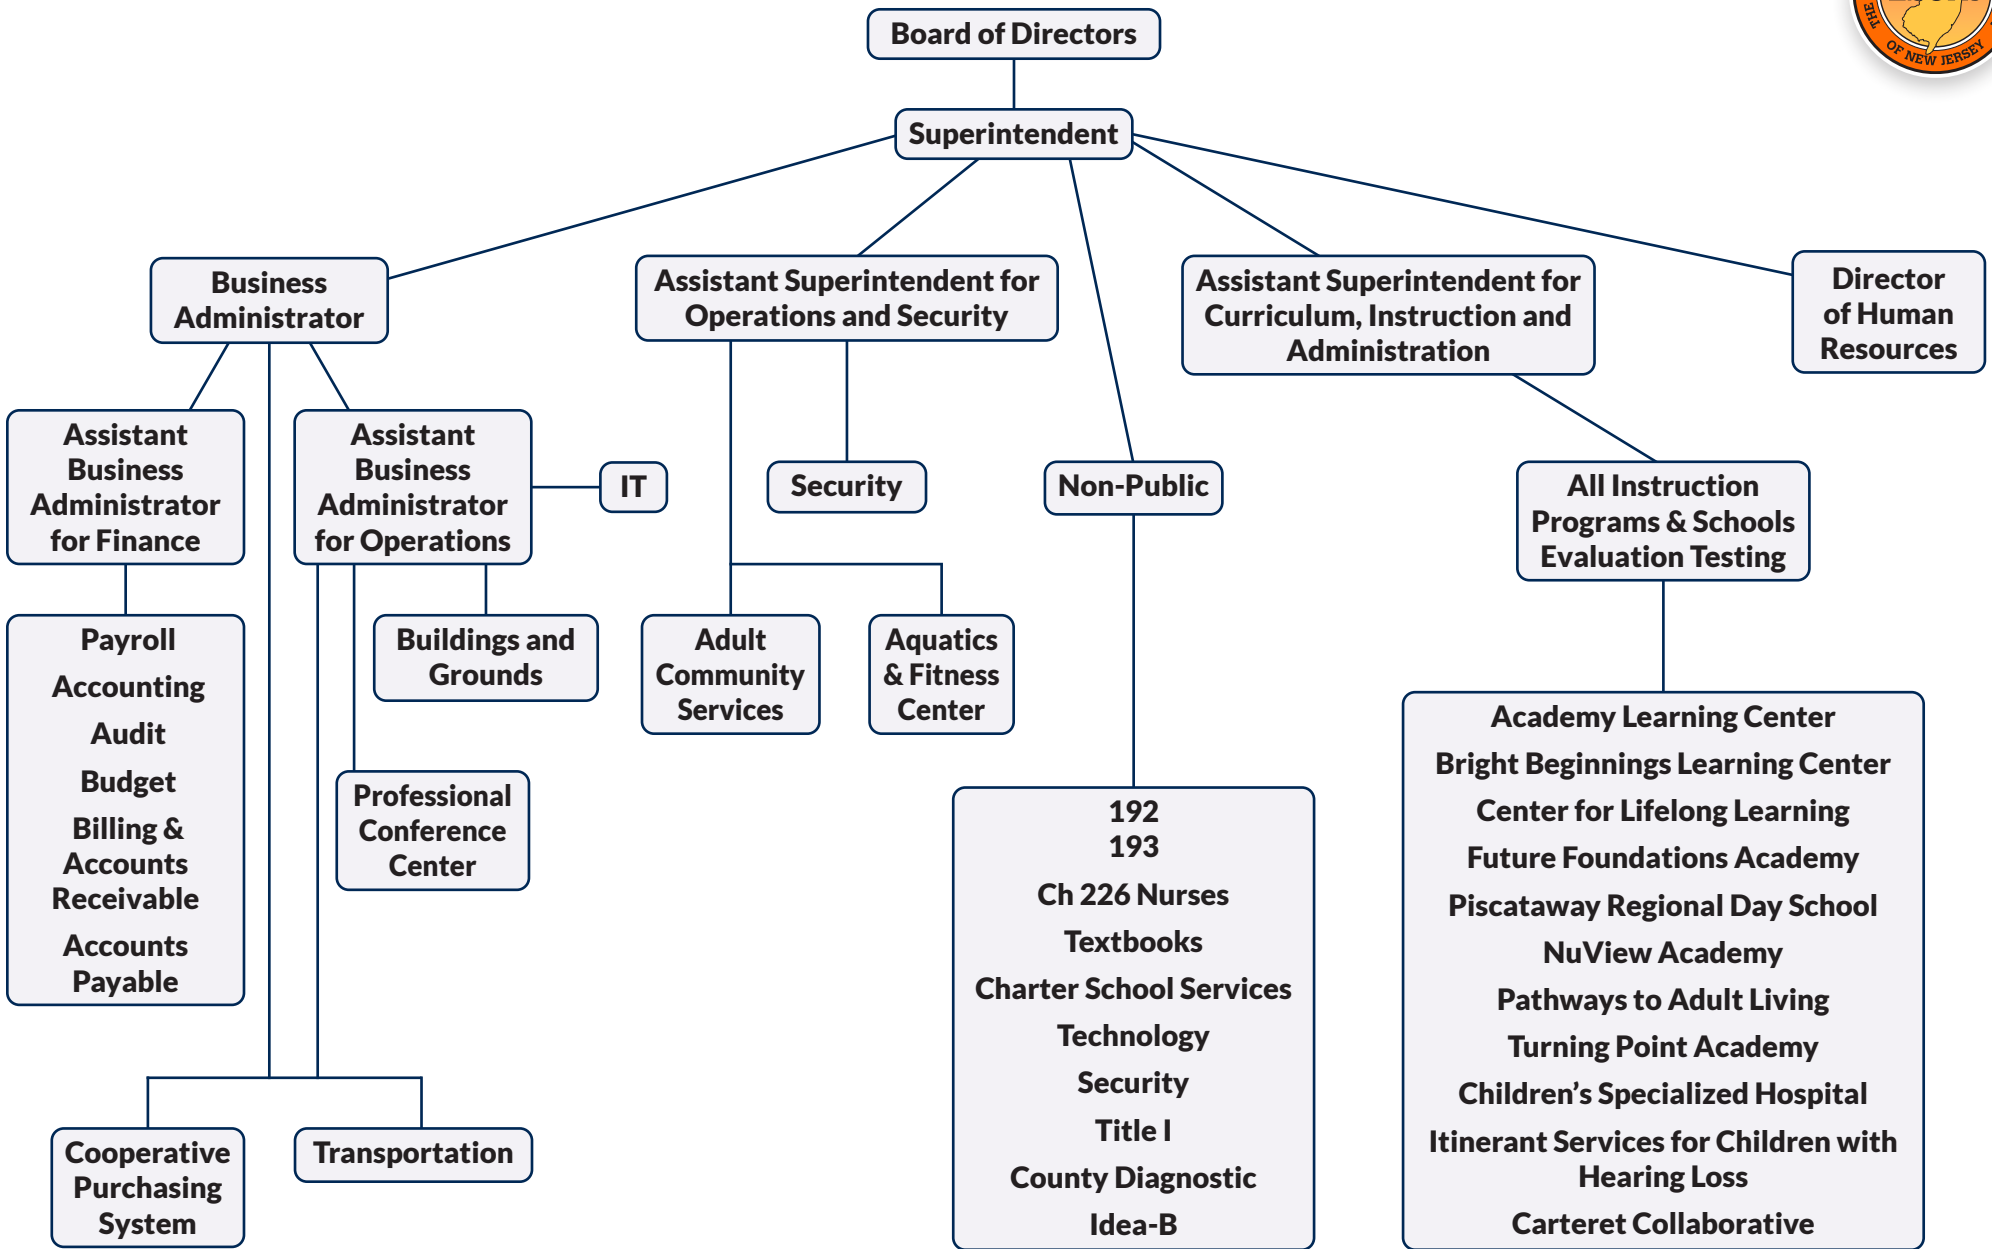 Board of Directors
THE
OF NEW JERSEY
Superintendent
Business
Administrator
Assistant Superintendent for
Operations and Security
Assistant Superintendent for
Curriculum, Instruction and
Administration
Director
of Human
Resources
Assistant
Business
Administrator
for Finance
Assistant
Business
Administrator
for Operations
IT
Security
Non-Public
All Instruction
Programs & Schools
Evaluation Testing
Payroll
Accounting
Audit
Budget
Billing &
Accounts
Receivable
Accounts
Payable
Buildings and
Grounds
Professional
Conference
Center
Adult
Community
Services
Aquatics
& Fitness
Center
192
193
Ch 226 Nurses
Textbooks
Charter School Services
Technology
Security
Title I
County Diagnostic
Idea-B
Academy Learning Center
Bright Beginnings Learning Center
Center for Lifelong Learning
Future Foundations Academy
Piscataway Regional Day School
NuView Academy
Pathways to Adult Living
Turning Point Academy
Children’s Specialized Hospital
Itinerant Services for Children with
Hearing Loss
Carteret Collaborative
Cooperative
Purchasing
System
Transportation